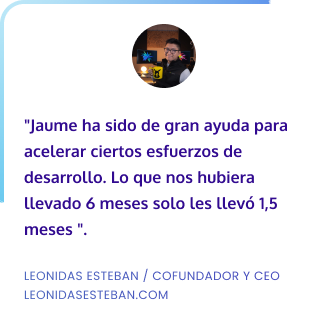 "Jaume ha sido de gran ayuda para
acelerar ciertos esfuerzos de
desarrollo. Lo que nos hubiera
llevado 6 meses solo les llevó 1,5
meses ".
LEONIDAS ESTEBAN / COFUNDADOR Y CEO
LEONIDASESTEBAN.COM